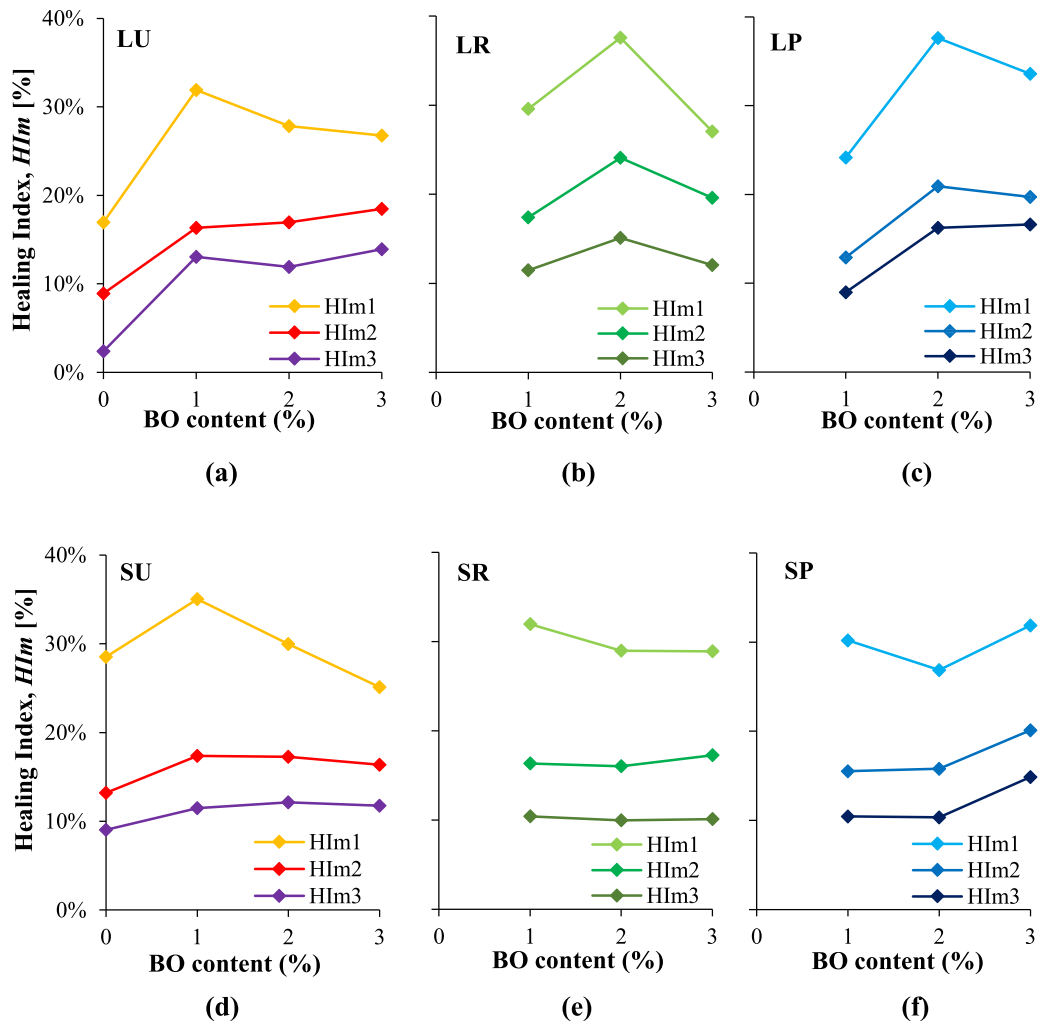 LU
LR
LP
Healing Index, HIm [%]
40%
30%
20%
10%
0%
HIm1
HIm2
HIm3
HIm1
HIm2
HIm3
HIm1
HIm2
HIm3
0 1 2 3
0 1 2 3
0 1 2 3
BO content (%)
BO content (%)
BO content (%)
(a)
(b)
(c)
SU
SR
SP
Healing Index, HIm [%]
40%
30%
20%
10%
0%
HIm1
HIm2
HIm3
HIm1
HIm2
HIm3
HIm1
HIm2
HIm3
0 1 2 3
0 1 2 3
0 1 2 3
BO content (%)
BO content (%)
BO content (%)
(d)
(e)
(f)